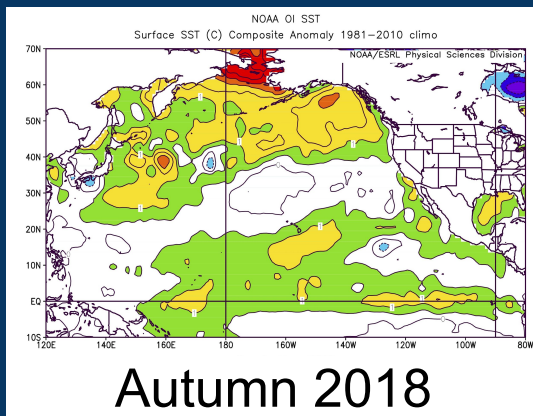 NOAA OI SST
Surface SST (C) Composite Anomaly 1981-2010 climo
NOAA/ESRL Physical Sciences Division
70N
60N
50N
40N
30N
20N
10N
EQ
10S
120E 140E 160E 180 160W 140W 120W 100W 80W
Autumn 2018